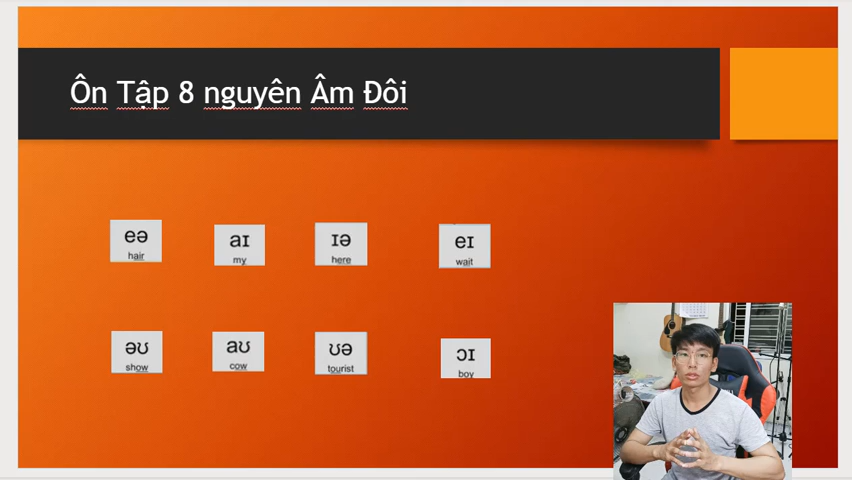 Ôn Tập 8 nguyên Âm Đôi
eə aɪ ɪə eɪ
hair my here wait
əʊ aʊ ʊə ɔɪ
show cow tourist boy